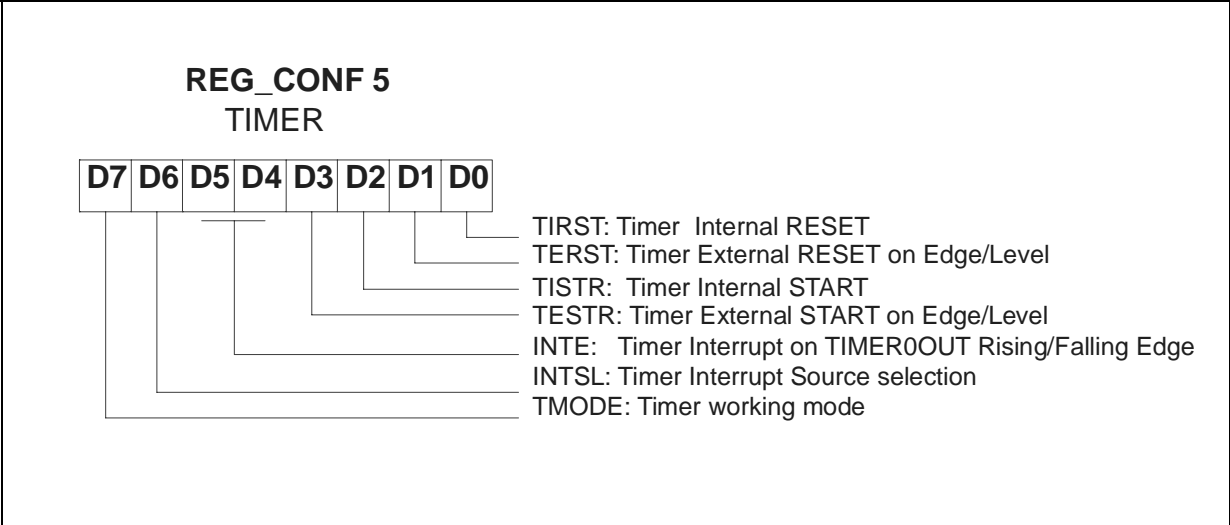 REG_CONF 5
TIMER
D7 D6 D5 D4 D3 D2 D1 D0
TIRST: Timer Internal RESET
TERST: Timer External RESET on Edge/Level
TISTR: Timer Internal START
TESTR: Timer External START on Edge/Level
INTE: Timer Interrupt on TIMER0OUT Rising/Falling Edge
INTSL: Timer Interrupt Source selection
TMODE: Timer working mode